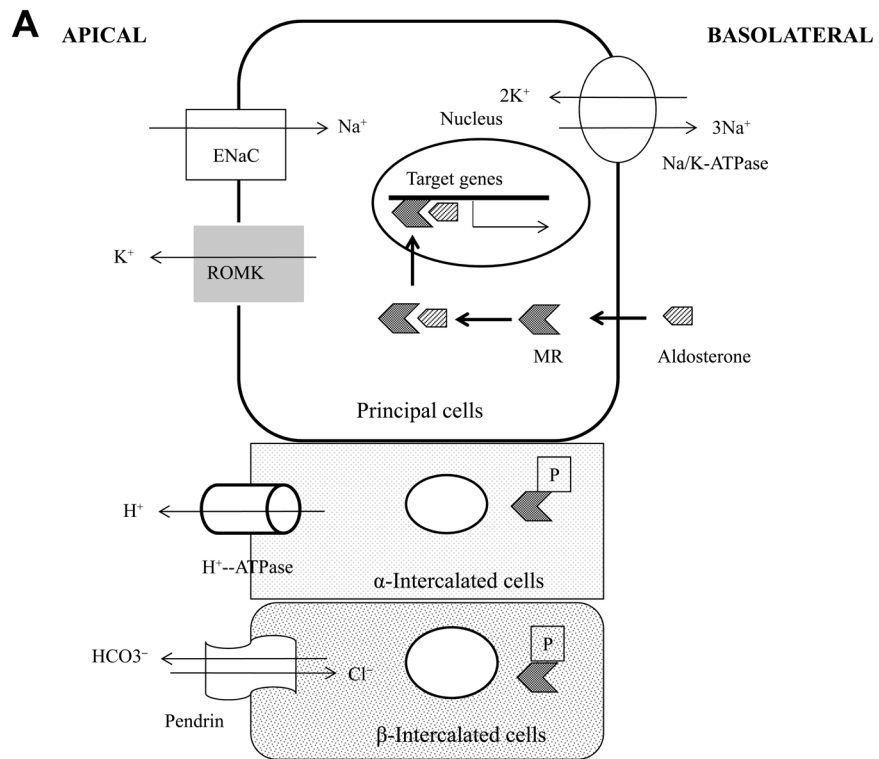 A
APICAL
BASOLATERAL
2K⁺
Nucleus
Na⁺
3Na⁺
ENaC
Na/K-ATPase
Target genes
K⁺
ROMK
MR
Aldosterone
Principal cells
P
H⁺
H⁺--ATPase
α-Intercalated cells
HCO3⁻
P
Cl⁻
Pendrin
β-Intercalated cells